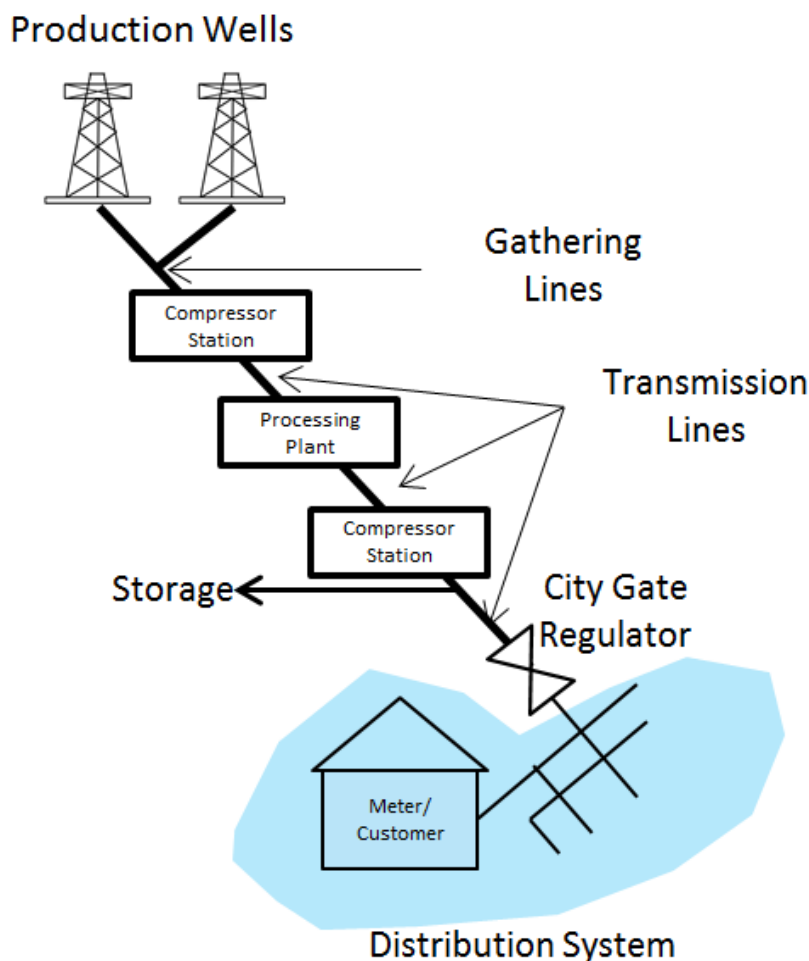 Production Wells
Gathering
Lines
Compressor
Station
Transmission
Lines
Processing
Plant
Compressor
Station
Storage
City Gate
Regulator
Meter/
Customer
Distribution System